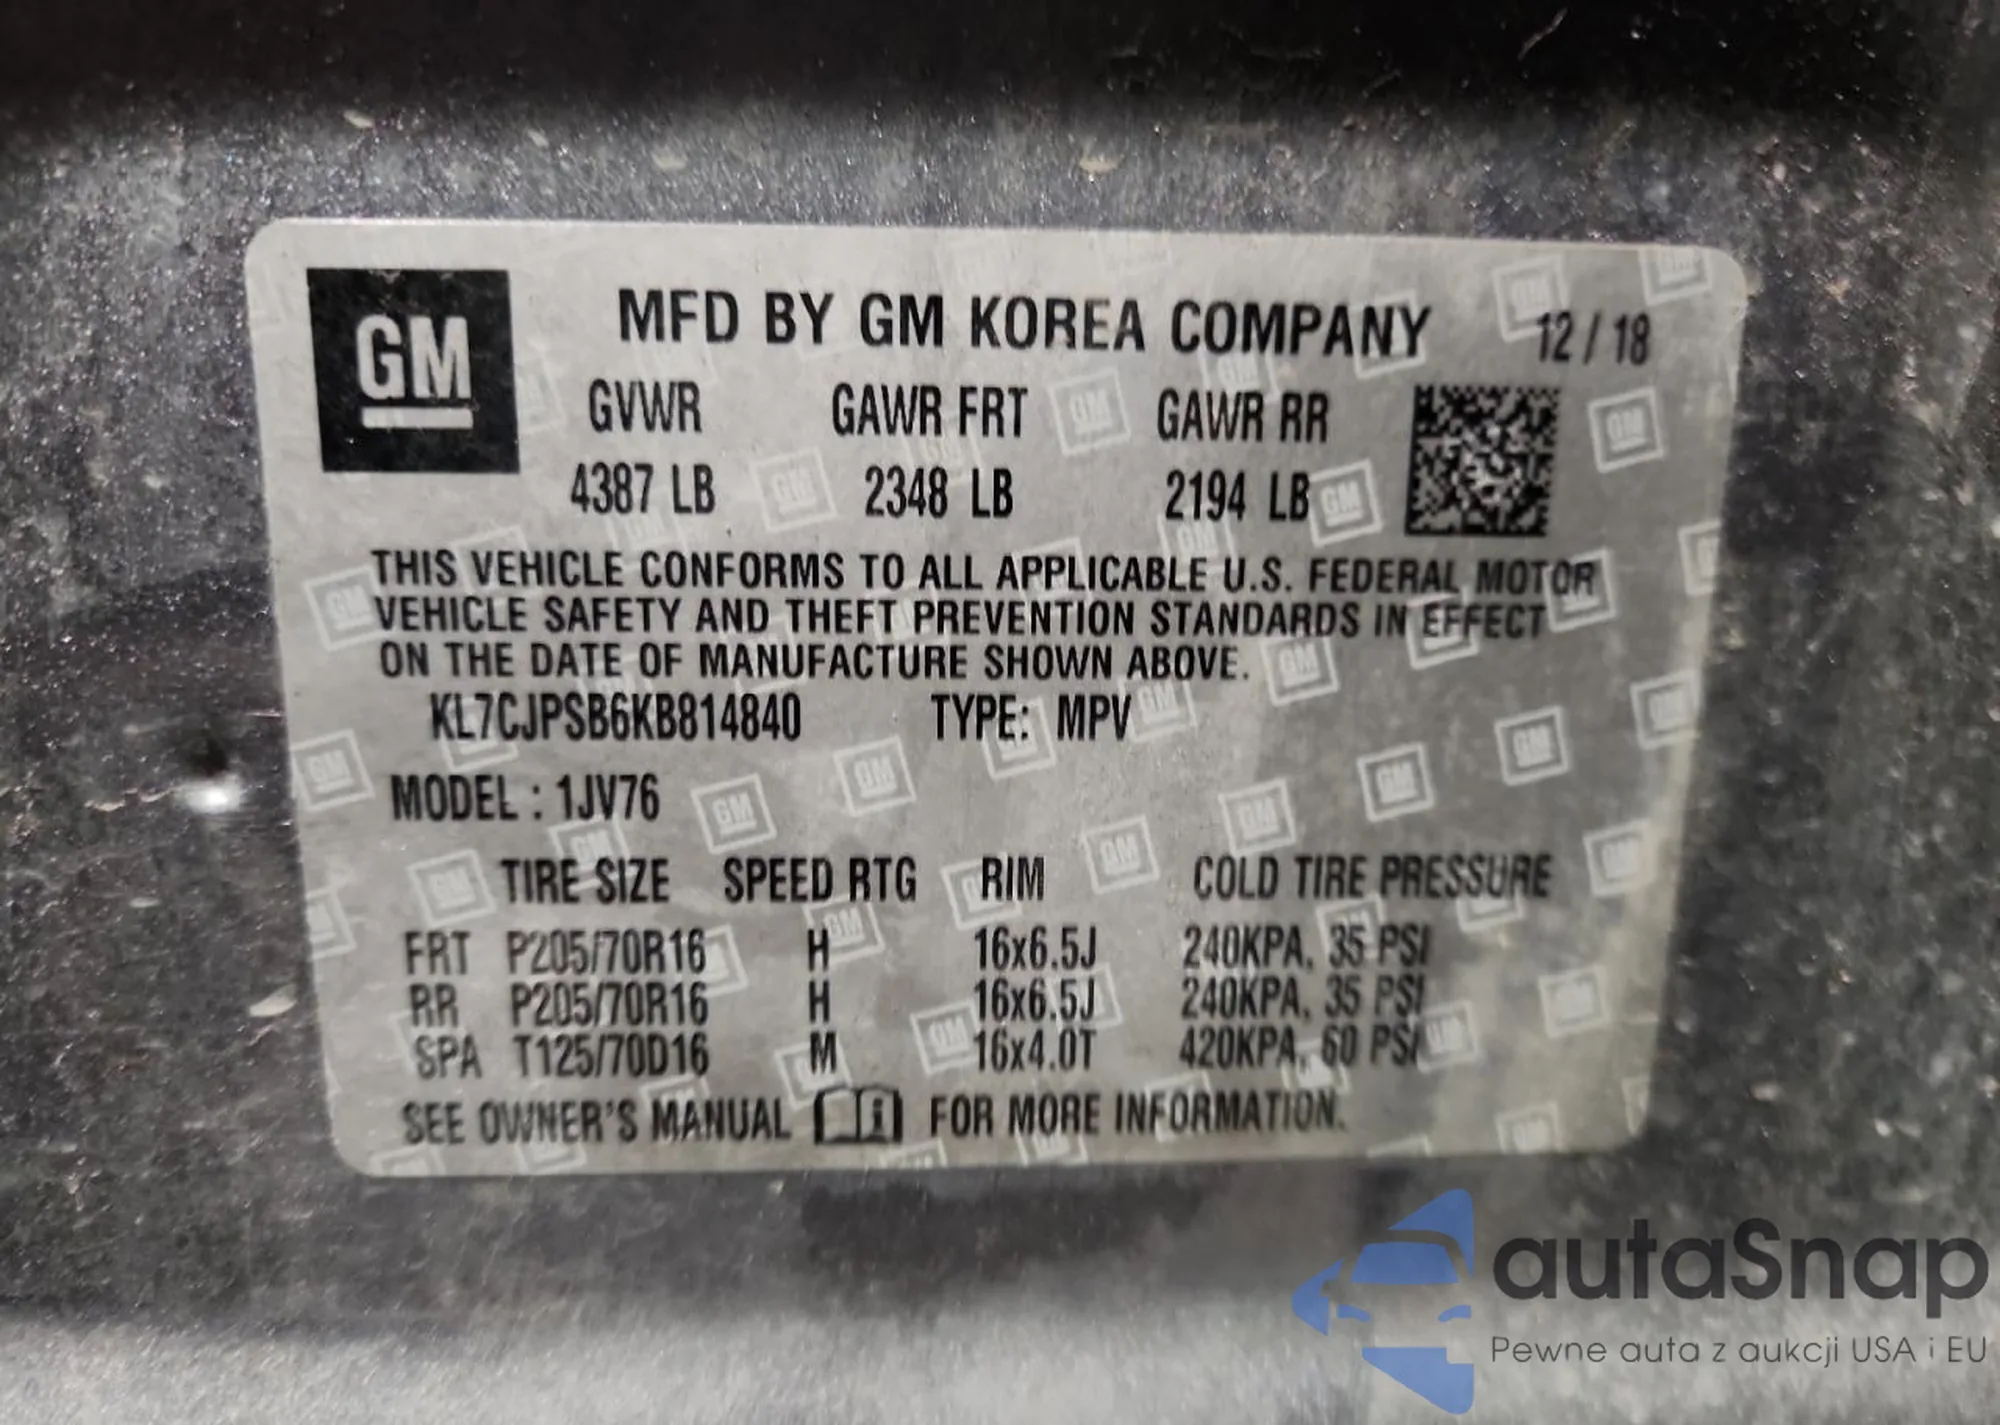 GM
MFD BY GM KOREA COMPANY 12 / 18
GVWR GAWR FRT GAWR RR
4387 LB 2348 LB 2194 LB
THIS VEHICLE CONFORMS TO ALL APPLICABLE U.S. FEDERAL MOTOR
VEHICLE SAFETY AND THEFT PREVENTION STANDARDS IN EFFECT
ON THE DATE OF MANUFACTURE SHOWN ABOVE.
KL7CJPSB6KB814840 TYPE: MPV
MODEL : 1JV76
TIRE SIZE SPEED RTG RIM COLD TIRE PRESSURE
FRT P205/70R16 H 16x6.5J 240KPA, 35 PSI
RR P205/70R16 H 16x6.5J 240KPA, 35 PSI
SPA T125/70D16 M 16x4.0T 420KPA, 60 PSI
SEE OWNER'S MANUAL FOR MORE INFORMATION.
autaSnap
Pewne auta z aukcji USA i EU